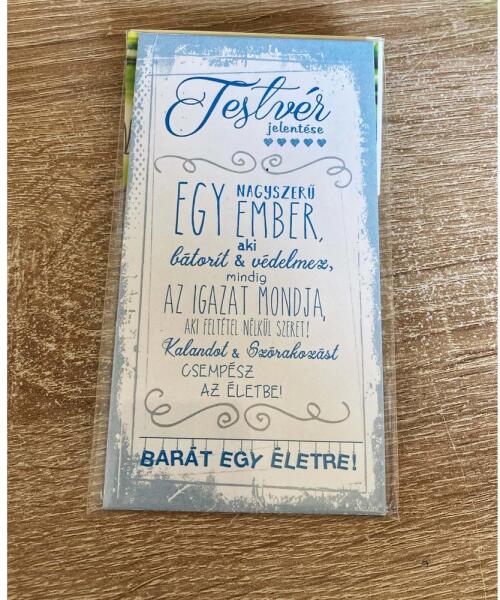 Testvér
jelentése
NAGYSZERŰ
EGY EMBER,
aki
bátorít & védelmez,
mindig
AZ IGAZAT MONDJA,
AKI FELTÉTEL NÉLKÜL SZERET!
Kalandot & Szórakozást
CSEMPÉSZ
AZ ÉLETBE!
BARÁT EGY ÉLETRE!